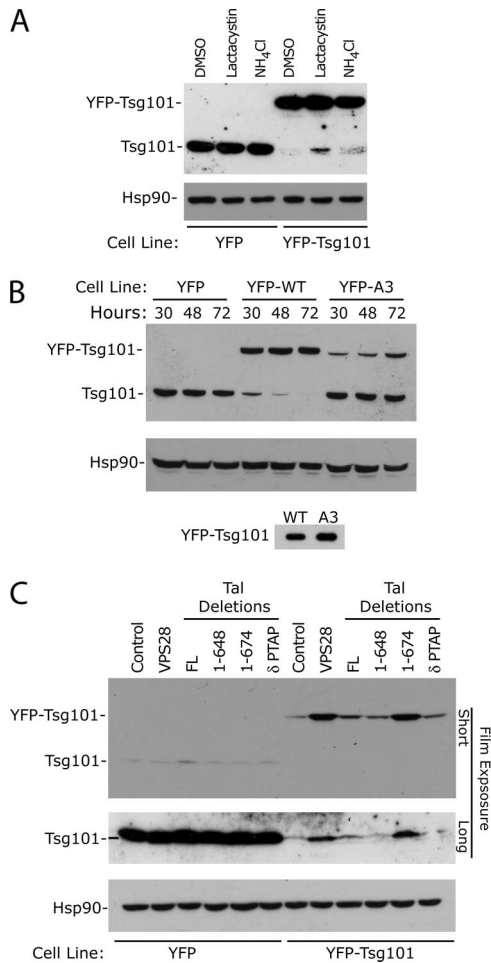 A
DMSO
Lactacystin
NH4Cl
DMSO
Lactacystin
NH4Cl
YFP-Tsg101-
Tsg101-
Hsp90-
Cell Line: YFP YFP-Tsg101
B
Cell Line: YFP YFP-WT YFP-A3
Hours: 30 48 72 30 48 72 30 48 72
YFP-Tsg101-
Tsg101-
Hsp90-
WT A3
YFP-Tsg101
C
Tal Deletions
Tal Deletions
Control
VPS28
FL
1-648
1-674
δ PTAP
Control
VPS28
FL
1-648
1-674
δ PTAP
YFP-Tsg101-
Tsg101-
Short
Film Expsosure
Tsg101-
Long
Hsp90-
Cell Line: YFP YFP-Tsg101